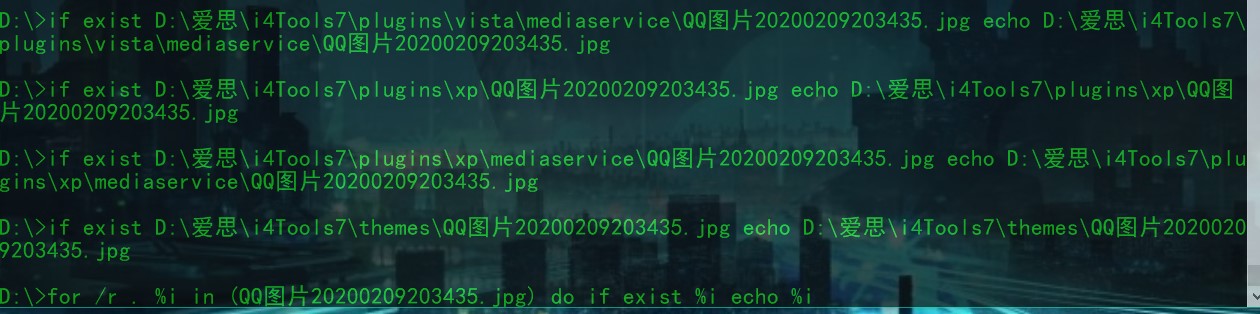 D:\>if exist D:\爱思\i4Tools7\plugins\vista\mediaservice\QQ图片20200209203435.jpg echo D:\爱思\i4Tools7\
plugins\vista\mediaservice\QQ图片20200209203435.jpg
D:\>if exist D:\爱思\i4Tools7\plugins\xp\QQ图片20200209203435.jpg echo D:\爱思\i4Tools7\plugins\xp\QQ图
片20200209203435.jpg
D:\>if exist D:\爱思\i4Tools7\plugins\xp\mediaservice\QQ图片20200209203435.jpg echo D:\爱思\i4Tools7\plu
gins\xp\mediaservice\QQ图片20200209203435.jpg
D:\>if exist D:\爱思\i4Tools7\themes\QQ图片20200209203435.jpg echo D:\爱思\i4Tools7\themes\QQ图片2020020
9203435.jpg
D:\>for /r . %i in (QQ图片20200209203435.jpg) do if exist %i echo %i